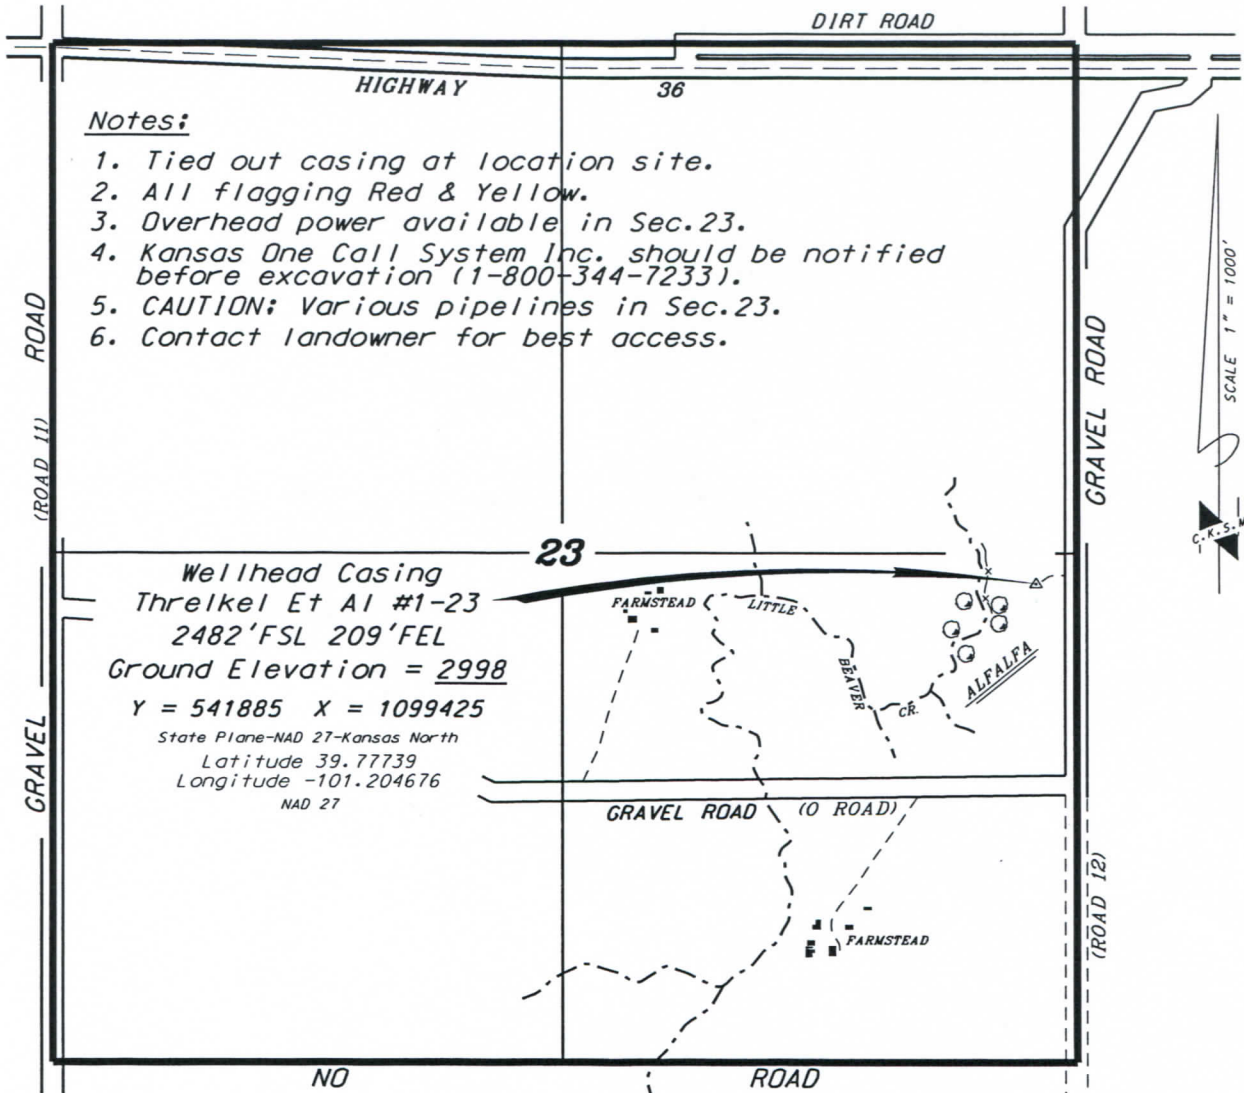 DIRT ROAD
HIGHWAY 36
Notes:
1. Tied out casing at location site.
2. All flagging Red & Yellow.
3. Overhead power available in Sec.23.
4. Kansas One Call System Inc. should be notified
before excavation (1-800-344-7233).
5. CAUTION: Various pipelines in Sec.23.
6. Contact landowner for best access.
GRAVEL (ROAD 11) ROAD
GRAVEL ROAD
SCALE 1" = 1000'
C.K.S.M
23
Wellhead Casing
Threlkel Et Al #1-23
2482'FSL 209'FEL
Ground Elevation = 2998
Y = 541885 X = 1099425
State Plane-NAD 27-Kansas North
Latitude 39.77739
Longitude -101.204676
NAD 27
FARMSTEAD
LITTLE
BEAVER
CR.
ALFALFA
GRAVEL ROAD (O ROAD)
(ROAD 12)
FARMSTEAD
NO ROAD